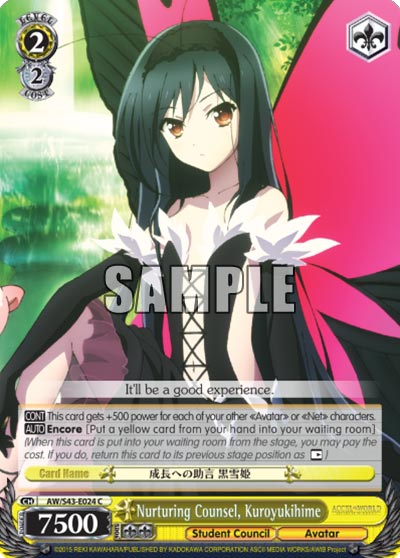 LEVEL
2
2
COST
SAMPLE
It'll be a good experience.
CONT This card gets +500 power for each of your other «Avatar» or «Net» characters.
AUTO Encore [Put a yellow card from your hand into your waiting room]
(When this card is put into your waiting room from the stage, you may pay the
cost. If you do, return this card to its previous stage position as )
Card Name 成長への助言 黒雪姫
CH AW/S43-E024 C
Nurturing Counsel, Kuroyukihime
ACCEL WORLD
POWER 7500
Student Council Avatar
©2015 REKI KAWAHARA/PUBLISHED BY KADOKAWA CORPORATION ASCII MEDIA WORKS/AWIB Project